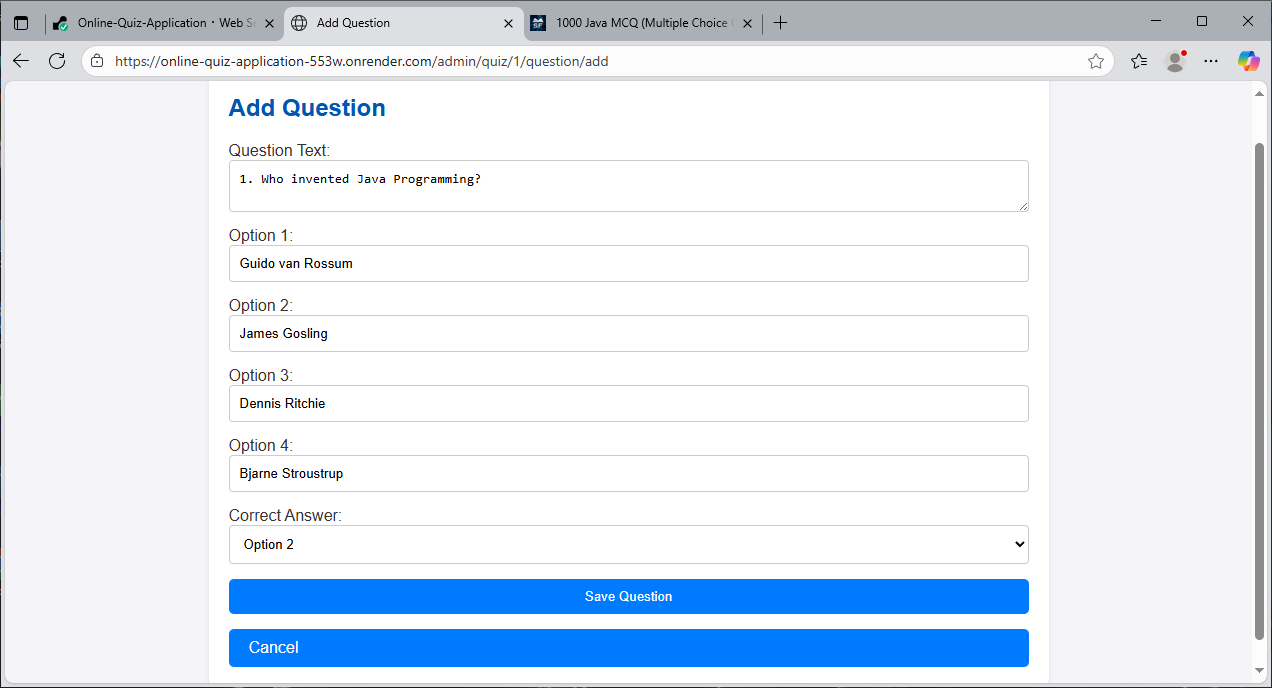 Online-Quiz-Application · Web Se
Add Question
1000 Java MCQ (Multiple Choice
https://online-quiz-application-553w.onrender.com/admin/quiz/1/question/add
Add Question
Question Text:
1. Who invented Java Programming?
Option 1:
Guido van Rossum
Option 2:
James Gosling
Option 3:
Dennis Ritchie
Option 4:
Bjarne Stroustrup
Correct Answer:
Option 2
Save Question
Cancel